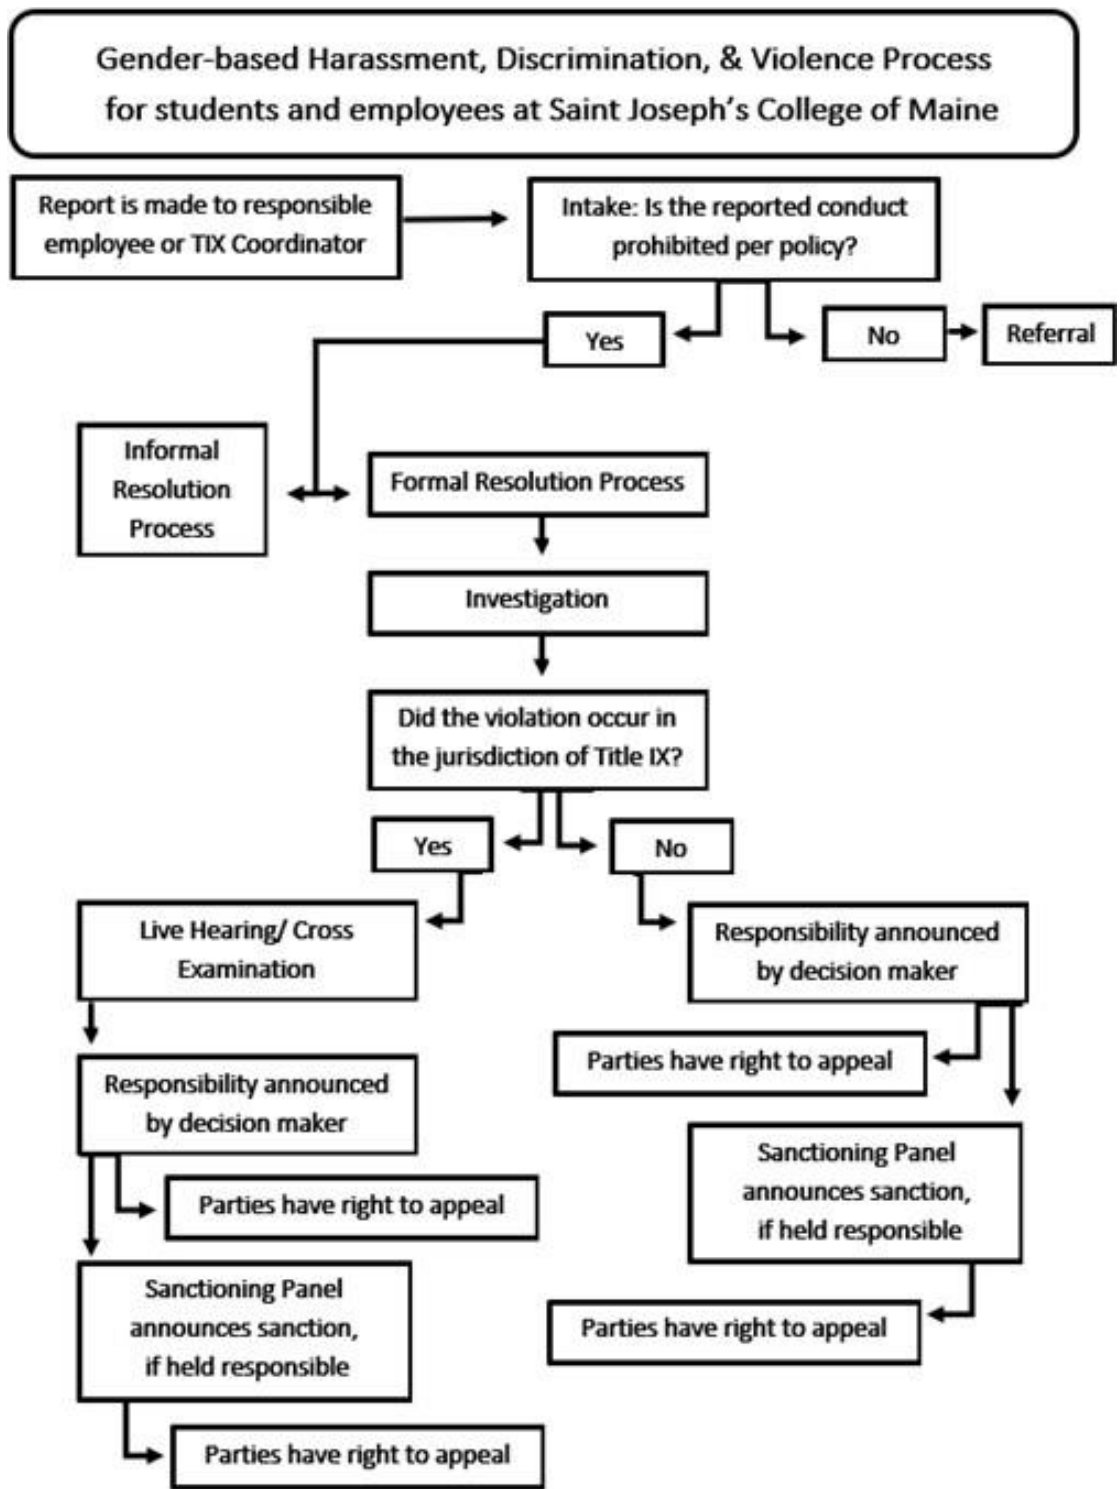 Gender-based Harassment, Discrimination, & Violence Process
for students and employees at Saint Joseph's College of Maine
Report is made to responsible
employee or TIX Coordinator
Intake: Is the reported conduct
prohibited per policy?
Yes
No
Referral
Informal
Resolution
Process
Formal Resolution Process
Investigation
Did the violation occur in
the jurisdiction of Title IX?
Yes
No
Live Hearing/ Cross
Examination
Responsibility announced
by decision maker
Parties have right to appeal
Sanctioning Panel
announces sanction,
if held responsible
Parties have right to appeal
Responsibility announced
by decision maker
Parties have right to appeal
Sanctioning Panel
announces sanction,
if held responsible
Parties have right to appeal